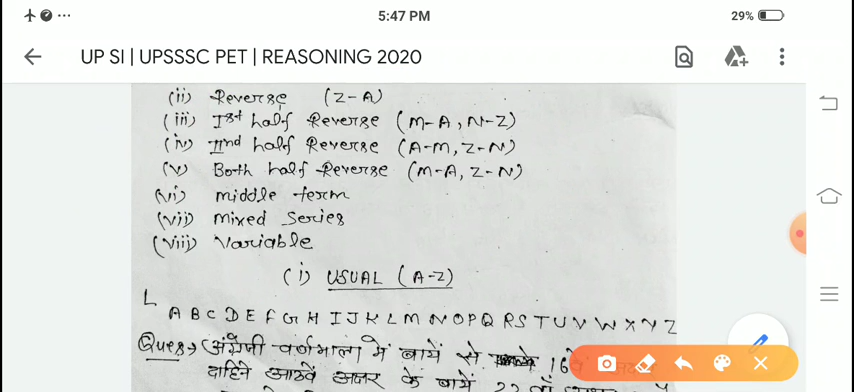 5:47 PM
29%
UP SI | UPSSSC PET | REASONING 2020
(ii) Reverse (Z-A)
(iii) Ist half Reverse (M-A, N-Z)
(iv) IInd half Reverse (A-M, Z-N)
(v) Both half Reverse (M-A, Z-N)
(vi) middle term
(vii) mixed series
(viii) variable
(i) USUAL (A-Z)
L
A B C D E F G H I J K L M N O P Q R S T U V W X Y Z
Ques → अंग्रेजी वर्णमाला में बायें से 16वें
दाहिने आठवें अक्षर के बायें